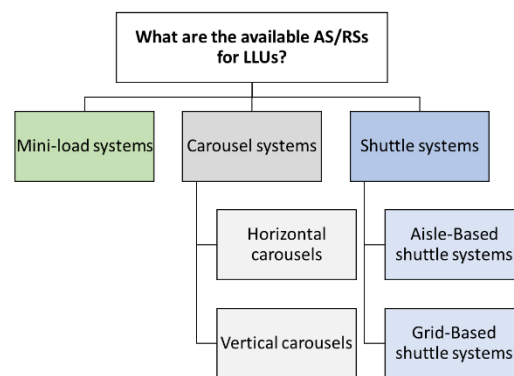 What are the available AS/RSs
for LLUs?
Mini-load systems
Carousel systems
Shuttle systems
Horizontal
carousels
Aisle-Based
shuttle systems
Vertical carousels
Grid-Based
shuttle systems